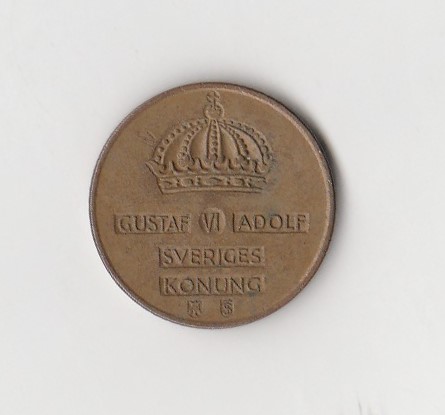 GUSTAF VI ADOLF
SVERIGES
KONUNG